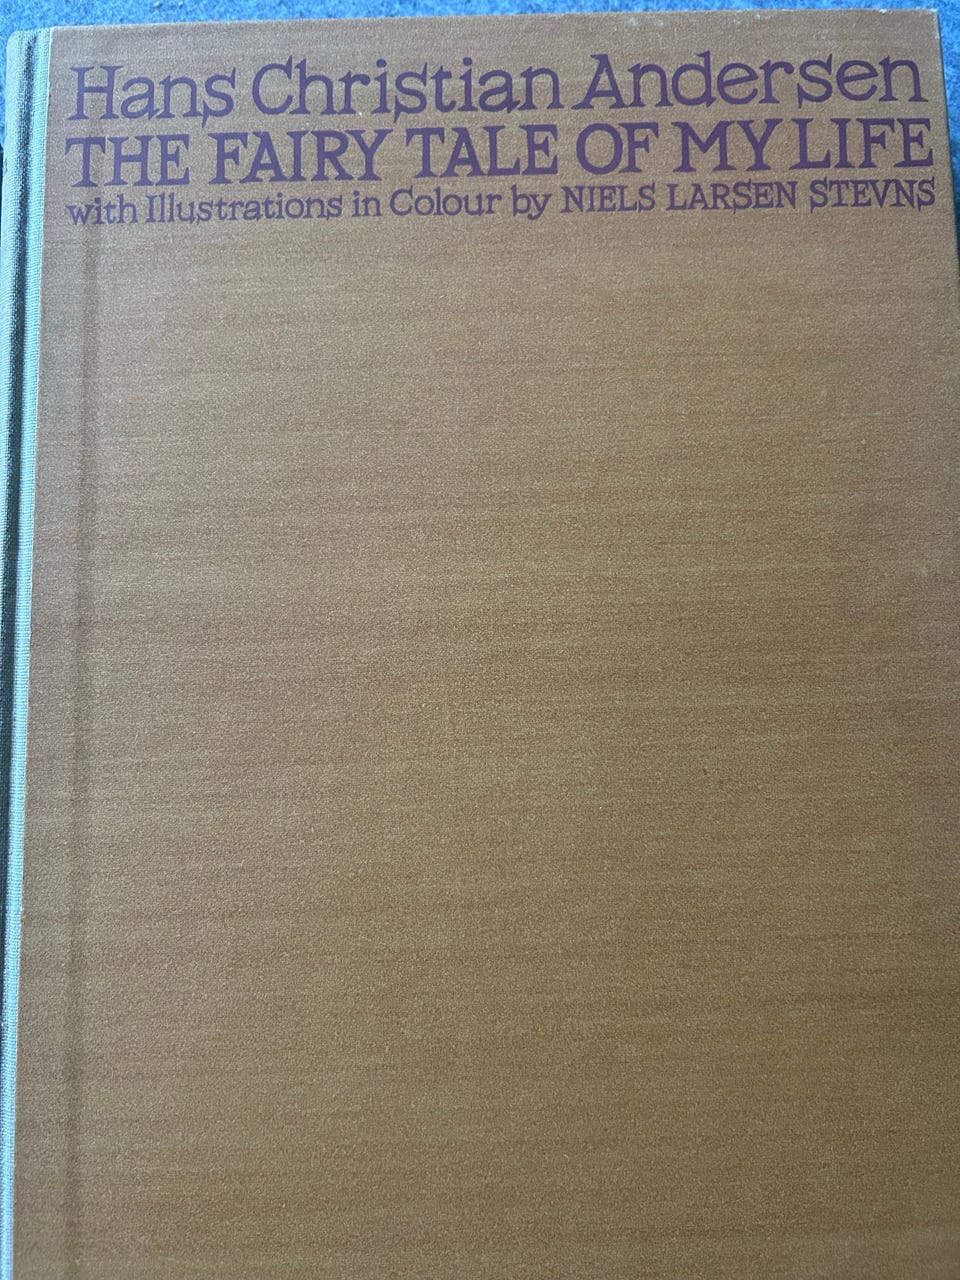 Hans Christian Andersen
THE FAIRY TALE OF MY LIFE
with Illustrations in Colour by NIELS LARSEN STEVNS